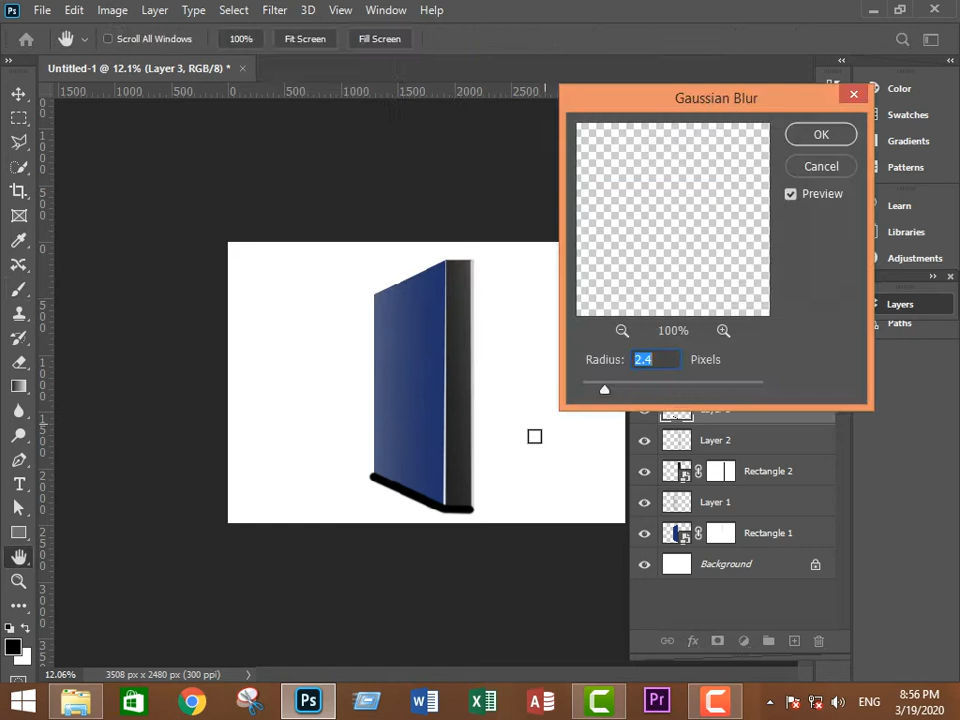 Ps File Edit Image Layer Type Select Filter 3D View Window Help
Scroll All Windows 100% Fit Screen Fill Screen
Untitled-1 @ 12.1% (Layer 3, RGB/8) *
1500 1000 500 0 500 1000 1500 2000 2500
Gaussian Blur
OK
Cancel
Preview
100%
Radius: 2.4 Pixels
Color
Swatches
Gradients
Patterns
Learn
Libraries
Adjustments
Layers
Paths
Layer 2
Rectangle 2
Layer 1
Rectangle 1
Background
fx
12.06% 3508 px x 2480 px (300 ppi)
Ps Pr
ENG
8:56 PM
3/19/2020